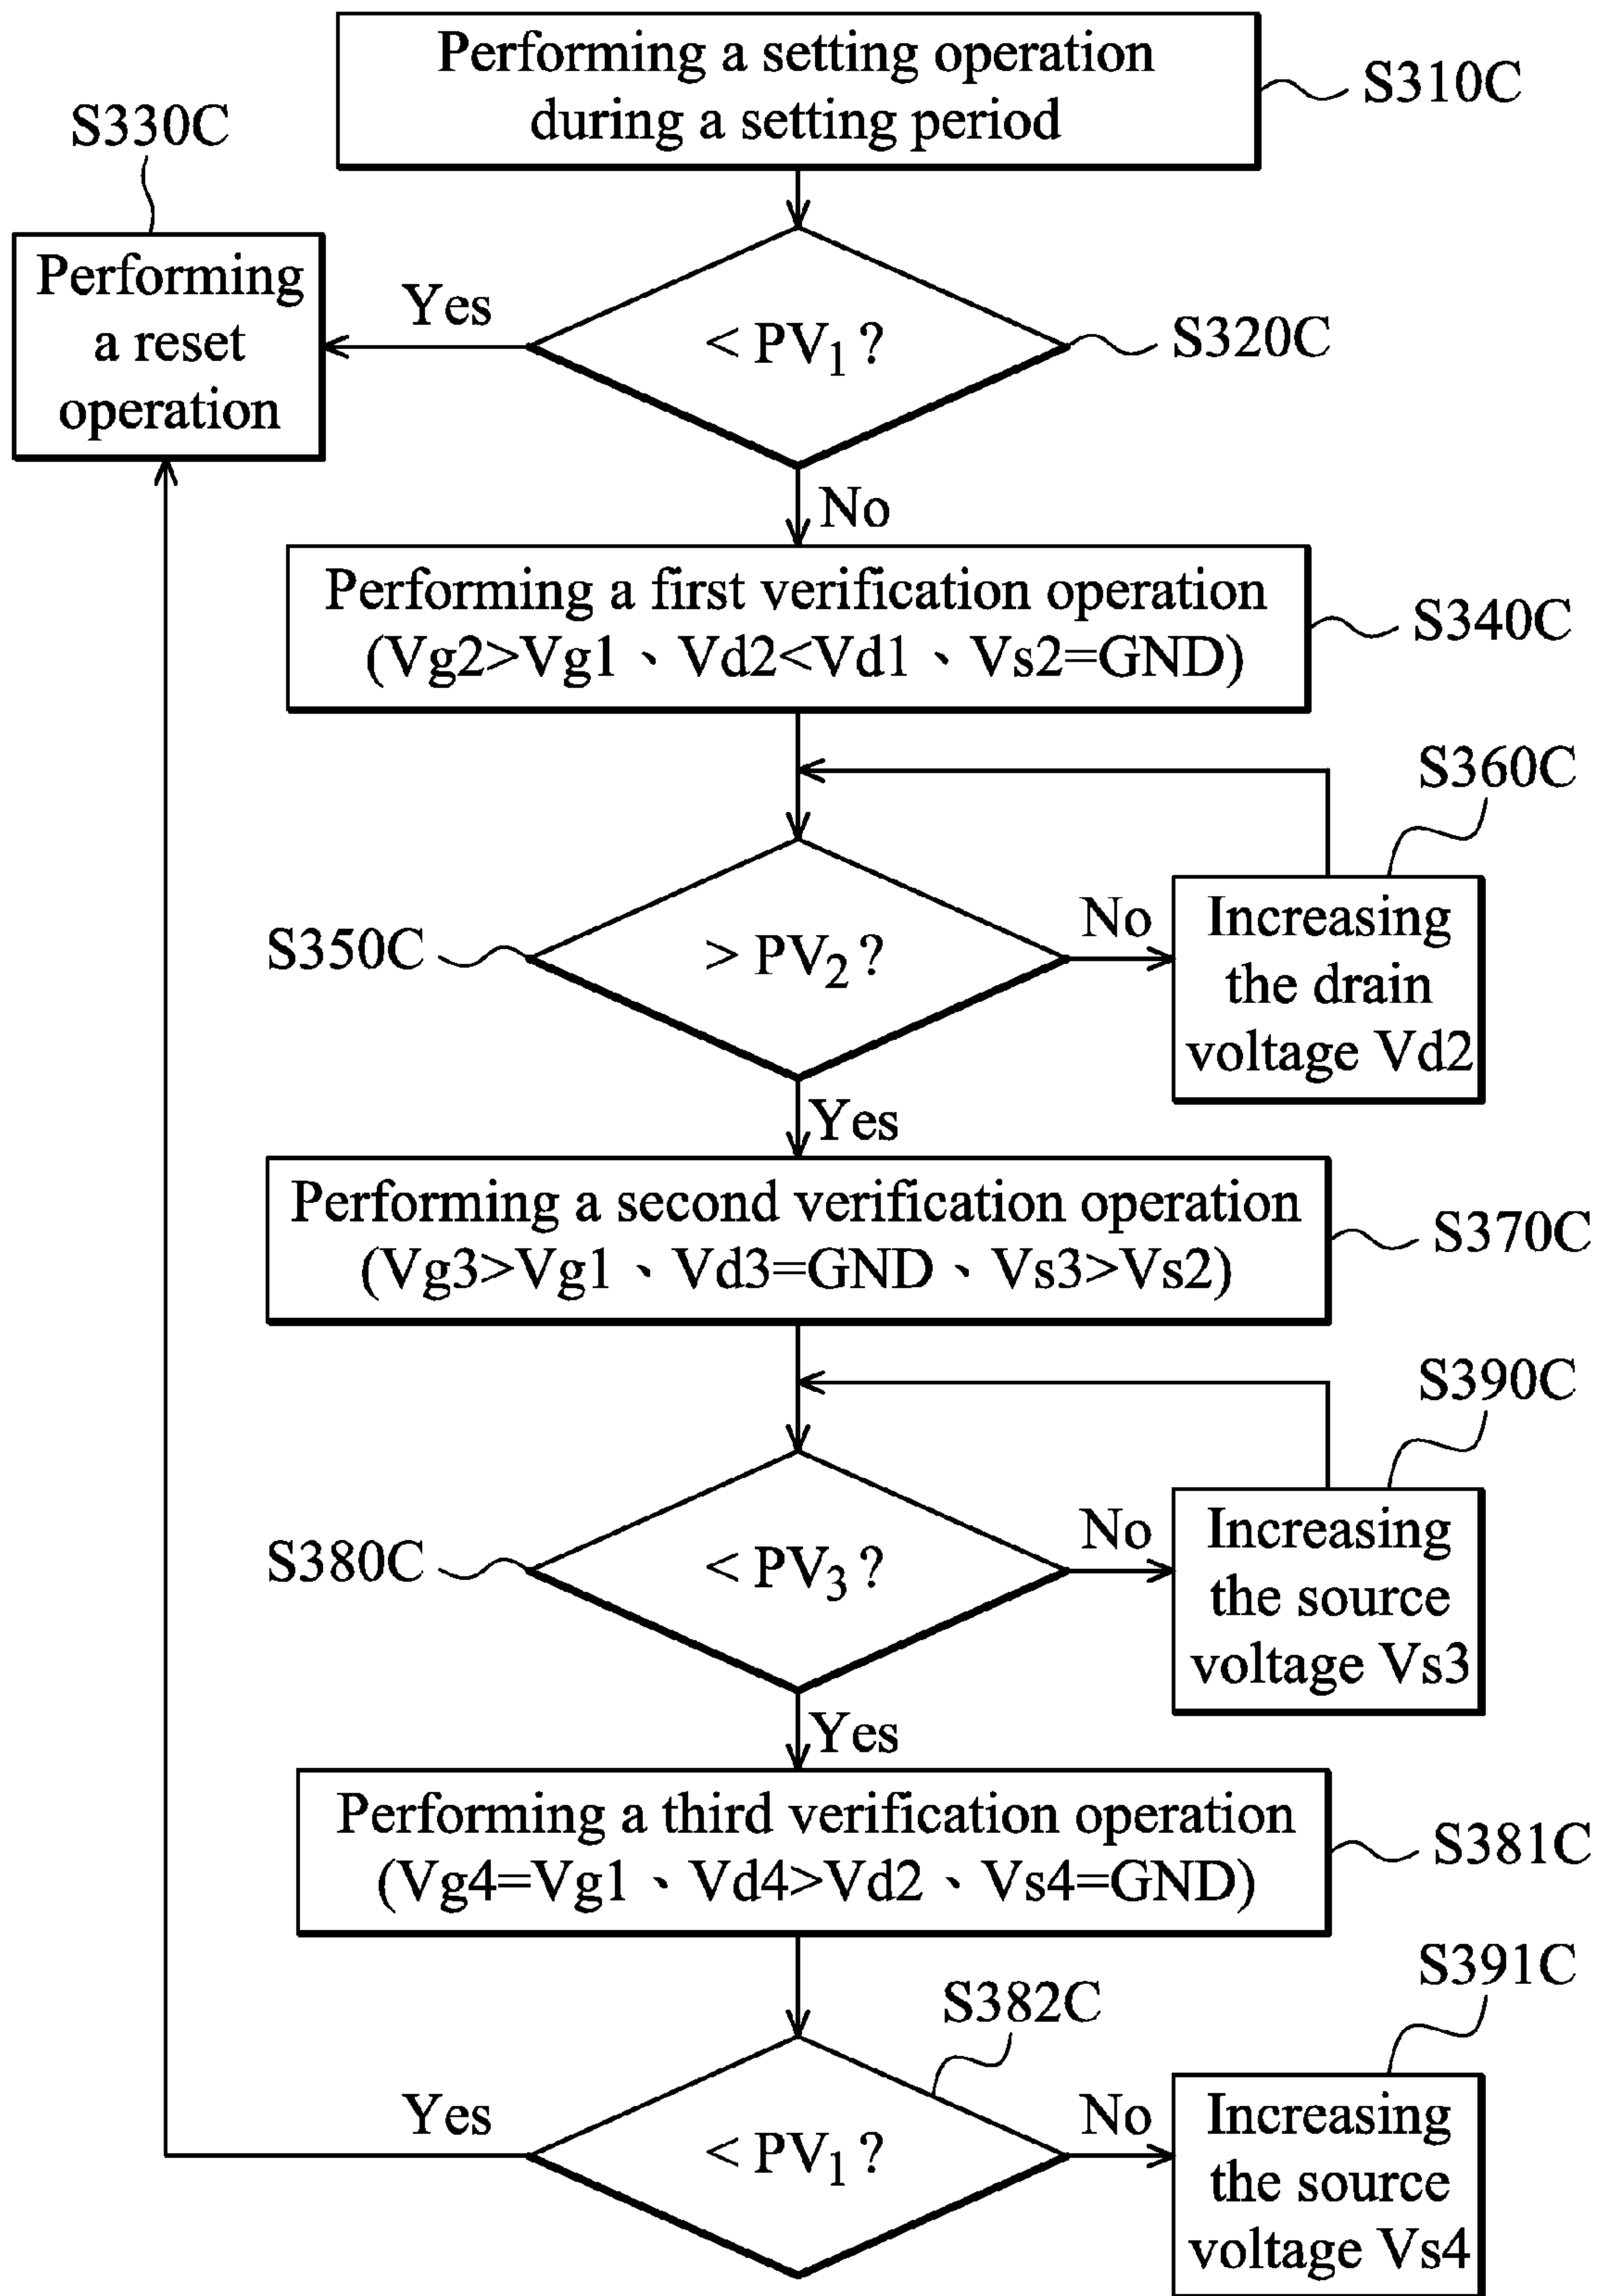 Performing a setting operation
during a setting period
S310C
S330C
Performing
a reset
operation
Yes
< PV₁ ?
S320C
No
Performing a first verification operation
(Vg2>Vg1、Vd2<Vd1、Vs2=GND)
S340C
S360C
S350C
> PV₂ ?
No
Increasing
the drain
voltage Vd2
Yes
Performing a second verification operation
(Vg3>Vg1、Vd3=GND、Vs3>Vs2)
S370C
S390C
S380C
< PV₃ ?
No
Increasing
the source
voltage Vs3
Yes
Performing a third verification operation
(Vg4=Vg1、Vd4>Vd2、Vs4=GND)
S381C
S391C
S382C
Yes
< PV₁ ?
No
Increasing
the source
voltage Vs4